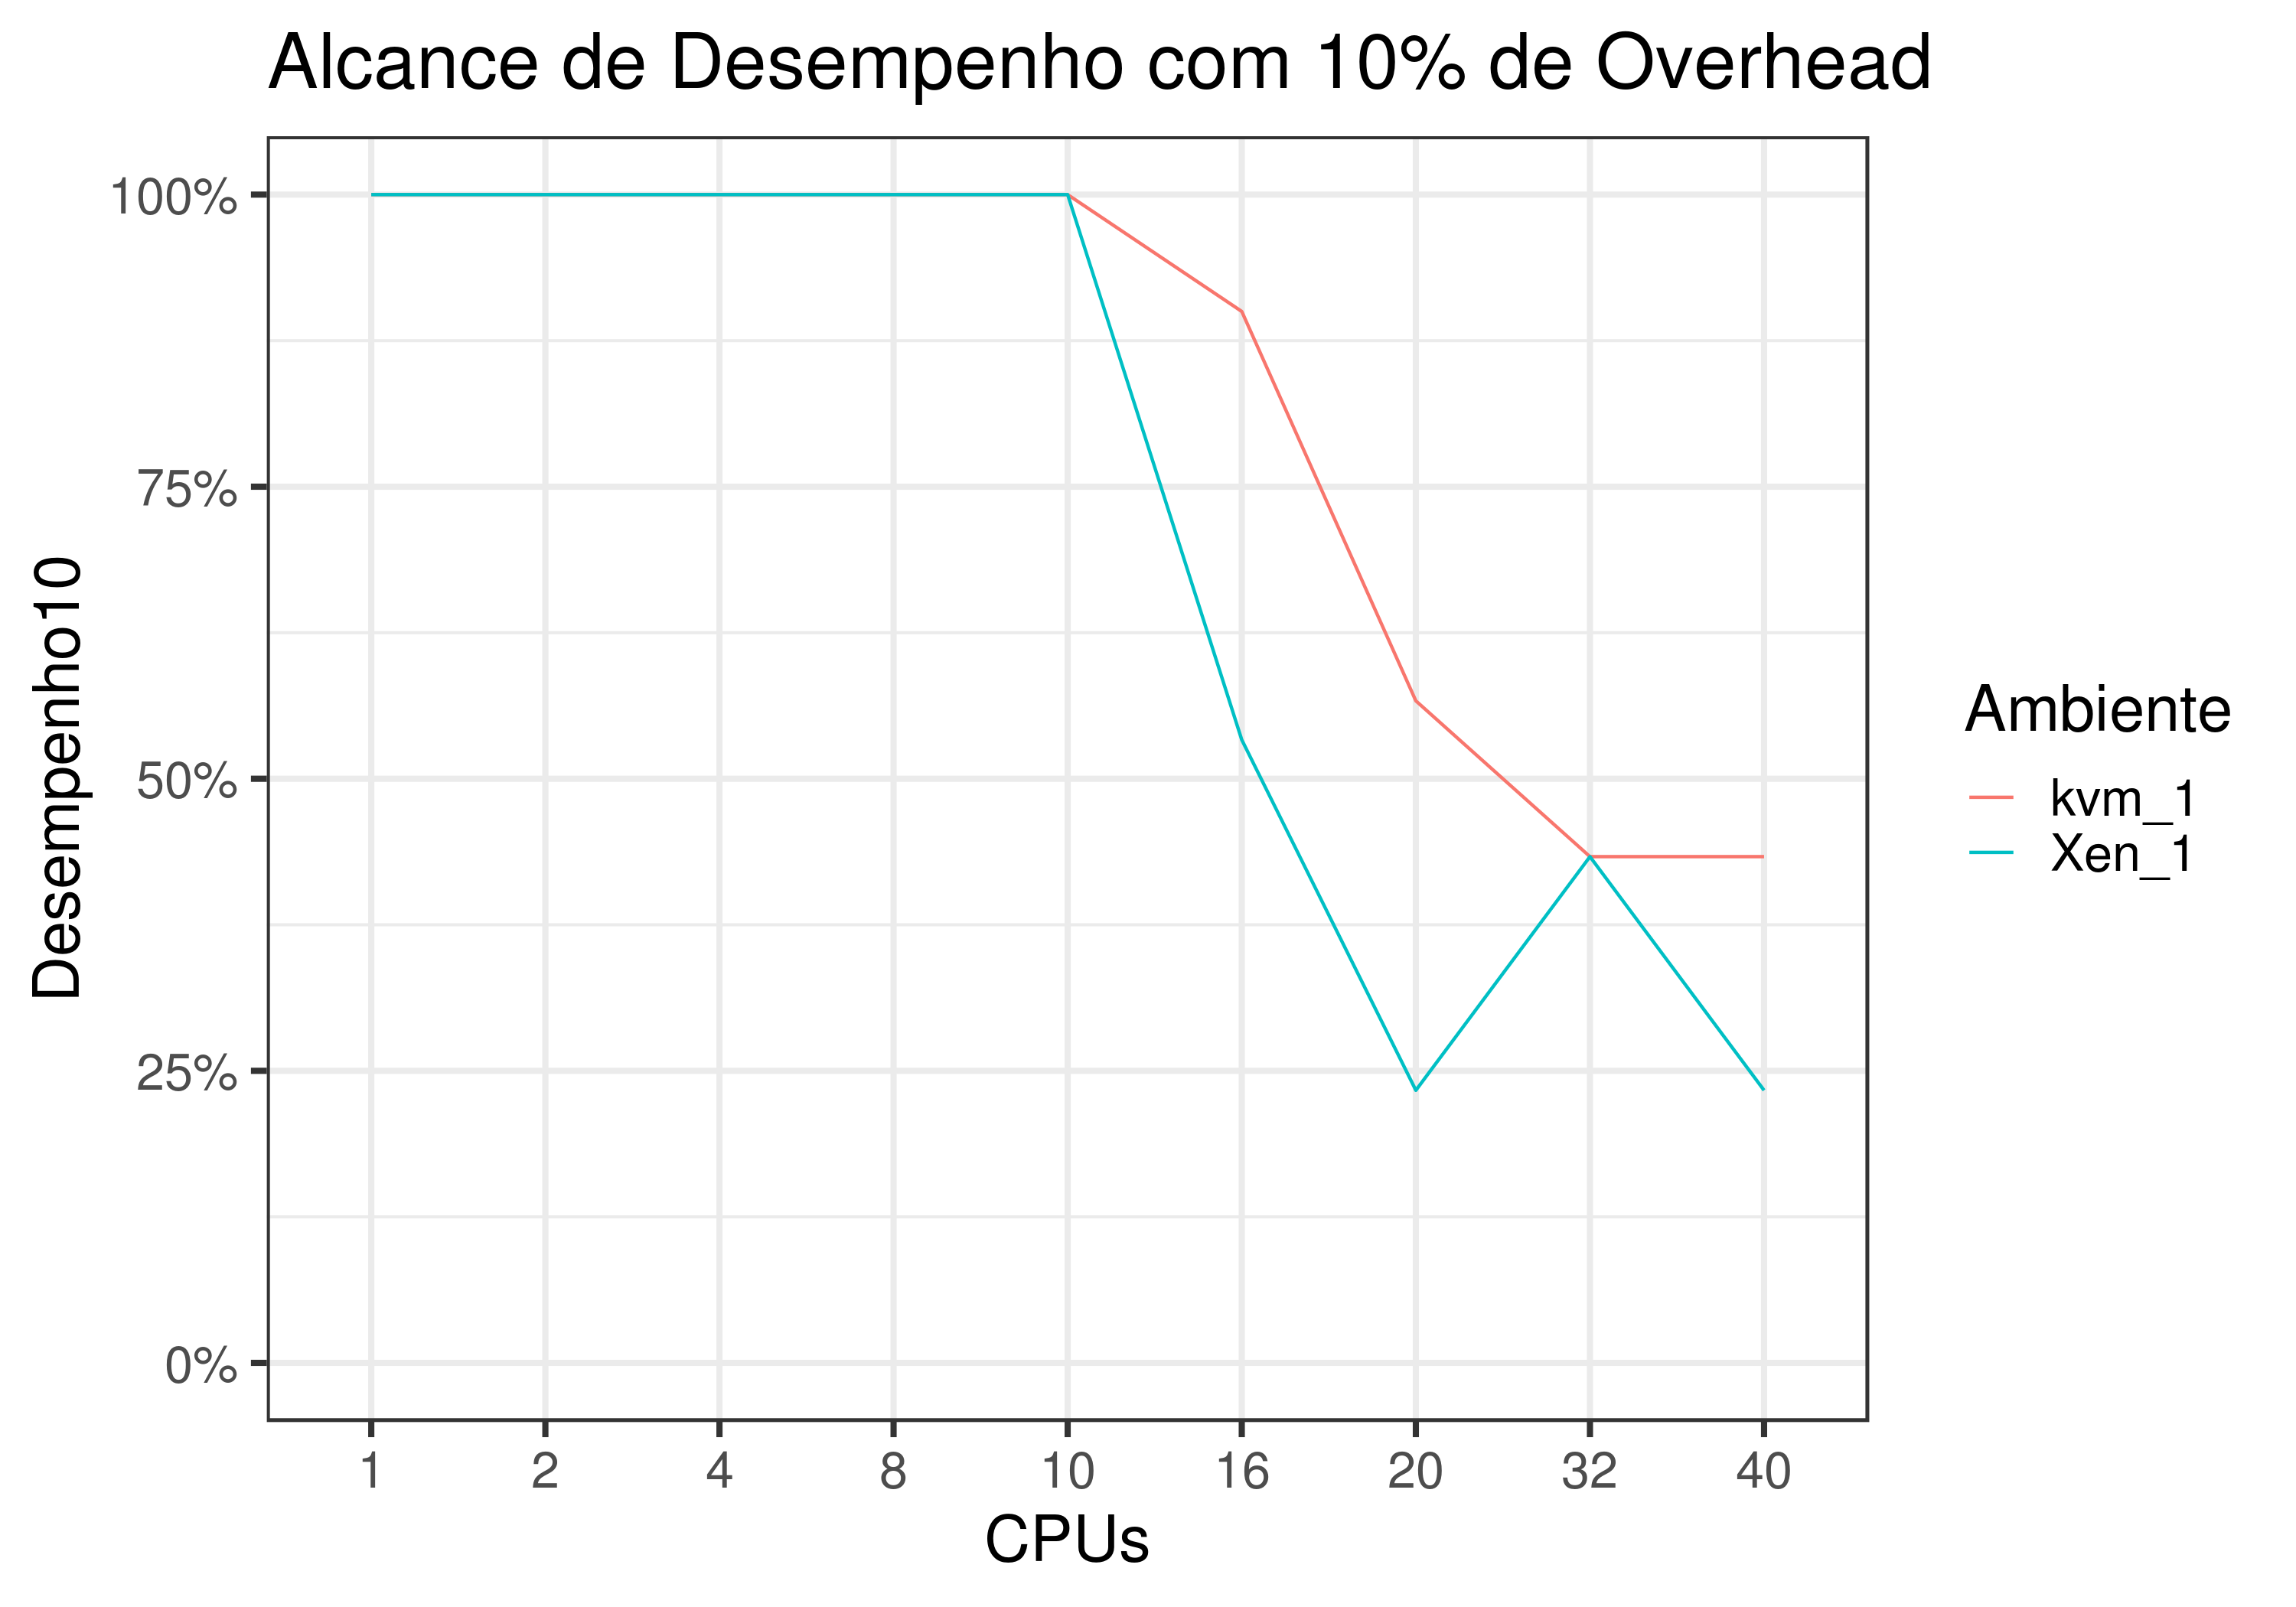 Alcance de Desempenho com 10% de Overhead
Desempenho10
100%
75%
50%
25%
0%
1 2 4 8 10 16 20 32 40
CPUs
Ambiente
kvm_1
Xen_1